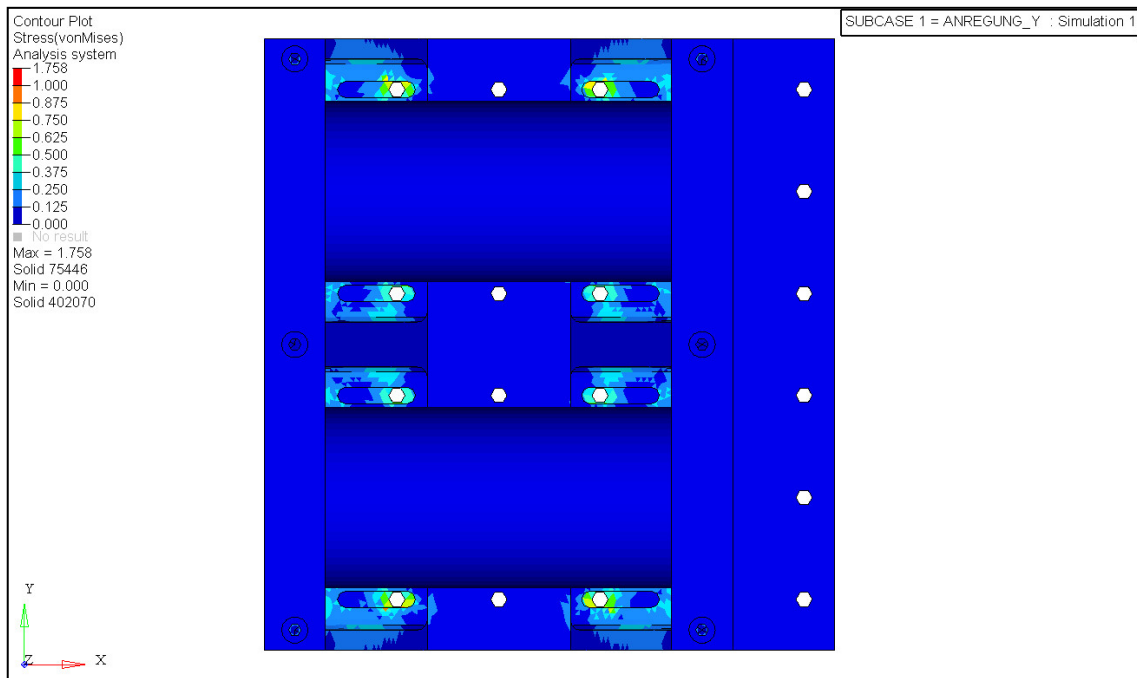 Contour Plot
Stress(vonMises)
Analysis system
1.758
1.000
0.875
0.750
0.625
0.500
0.375
0.250
0.125
0.000
No result
Max = 1.758
Solid 75446
Min = 0.000
Solid 402070
SUBCASE 1 = ANREGUNG_Y : Simulation 1
Y
Z
X